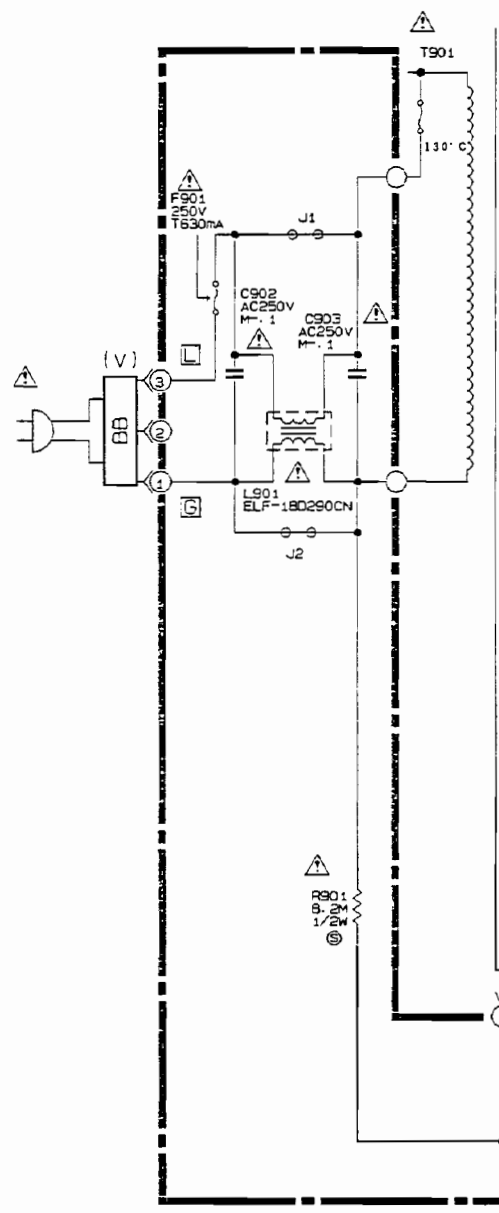 !
T901
130°C
!
F901
250V
T630mA
J1
C902
AC250V
M-.1
!
C903
AC250V
M-.1
!
(V)
L
!
3
BB
2
1
!
G
L901
ELF-18D290CN
J2
!
R901
8.2M
1/2W
S